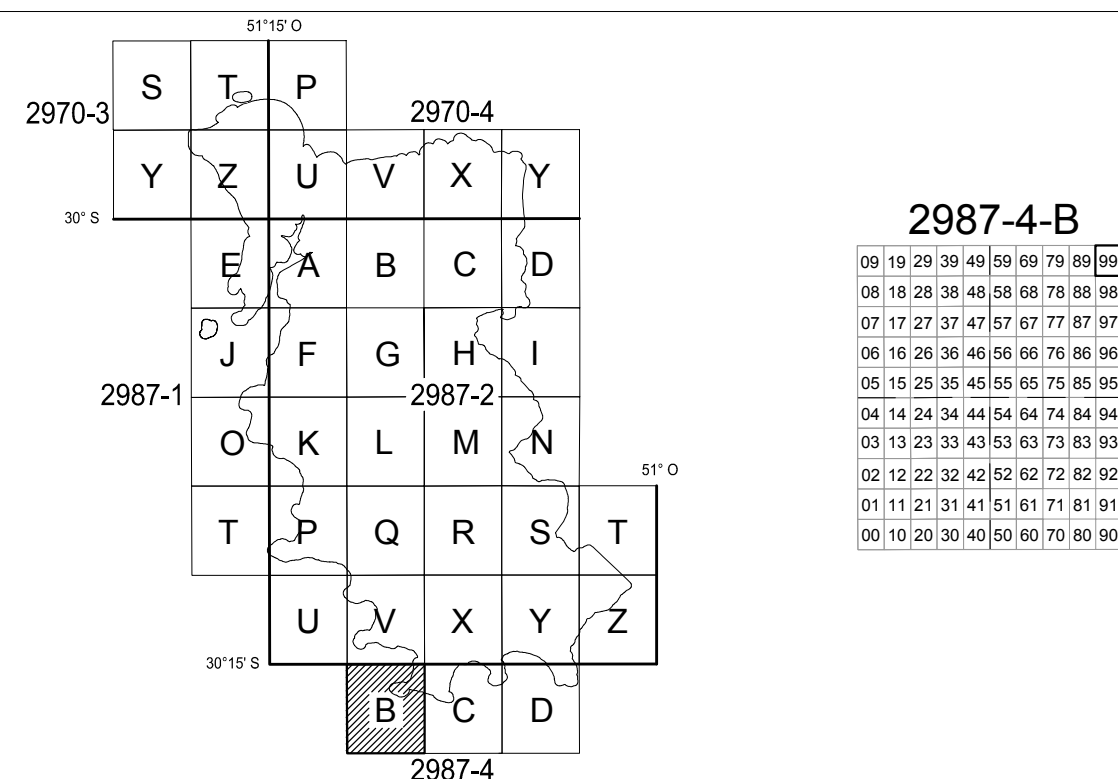 51°15' O
S T P
2970-3 2970-4
Y Z U V X Y
30° S
E A B C D
J F G H I
2987-1 2987-2
O K L M N
51° O
T P Q R S T
U V X Y Z
30°15' S
B C D
2987-4
2987-4-B
09 19 29 39 49 59 69 79 89 99
08 18 28 38 48 58 68 78 88 98
07 17 27 37 47 57 67 77 87 97
06 16 26 36 46 56 66 76 86 96
05 15 25 35 45 55 65 75 85 95
04 14 24 34 44 54 64 74 84 94
03 13 23 33 43 53 63 73 83 93
02 12 22 32 42 52 62 72 82 92
01 11 21 31 41 51 61 71 81 91
00 10 20 30 40 50 60 70 80 90